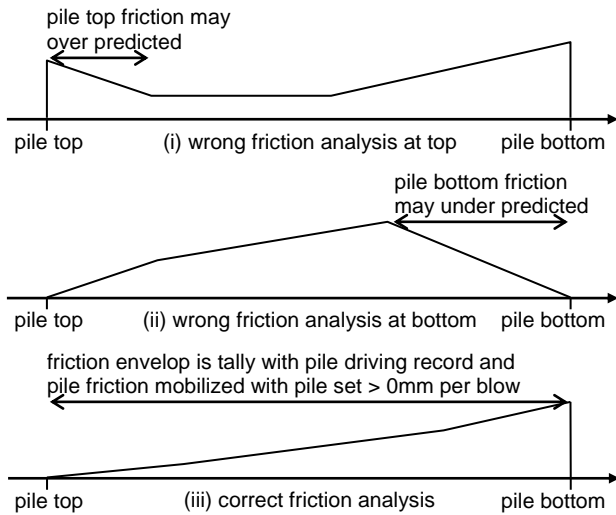 pile top friction may
over predicted
pile top (i) wrong friction analysis at top pile bottom
pile bottom friction
may under predicted
pile top (ii) wrong friction analysis at bottom pile bottom
friction envelop is tally with pile driving record and
pile friction mobilized with pile set > 0mm per blow
pile top (iii) correct friction analysis pile bottom